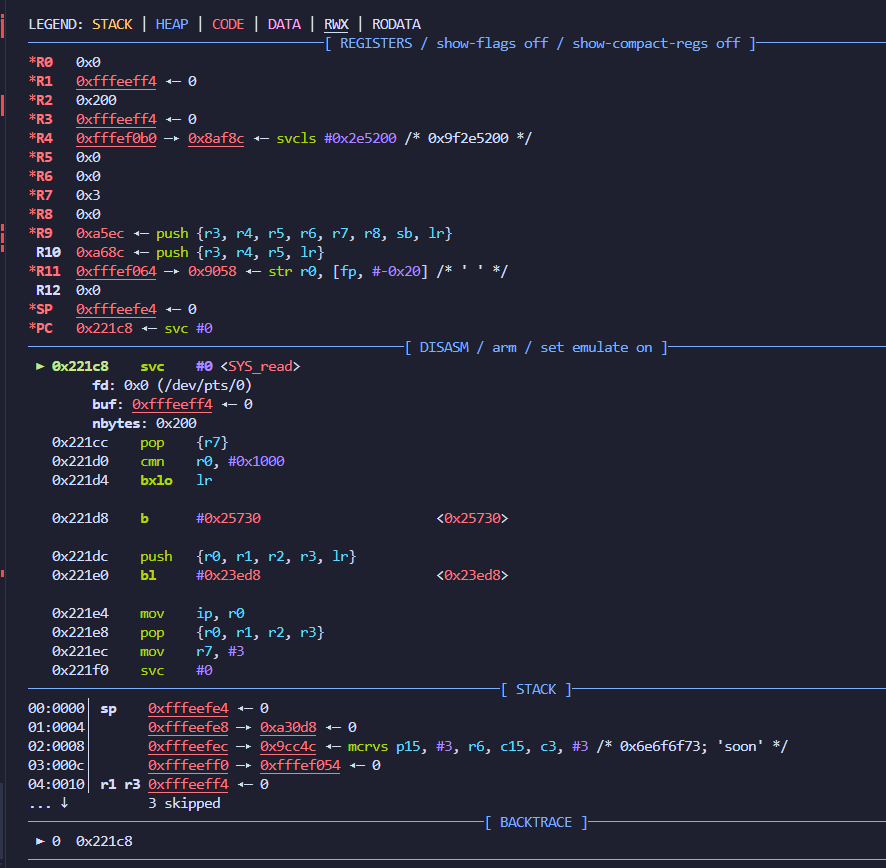 LEGEND: STACK | HEAP | CODE | DATA | RWX | RODATA
[ REGISTERS / show-flags off / show-compact-regs off ]
*R0   0x0
*R1   0xfffeeff4 ◂— 0
*R2   0x200
*R3   0xfffeeff4 ◂— 0
*R4   0xfffef0b0 —▸ 0x8af8c ◂— svcls #0x2e5200 /* 0x9f2e5200 */
*R5   0x0
*R6   0x0
*R7   0x3
*R8   0x0
*R9   0xa5ec ◂— push {r3, r4, r5, r6, r7, r8, sb, lr}
R10  0xa68c ◂— push {r3, r4, r5, lr}
*R11  0xfffef064 —▸ 0x9058 ◂— str r0, [fp, #-0x20] /* ' ' */
R12  0x0
*SP   0xfffeefe4 ◂— 0
*PC   0x221c8 ◂— svc #0
[ DISASM / arm / set emulate on ]
► 0x221c8    svc    #0 <SYS_read>
fd: 0x0 (/dev/pts/0)
buf: 0xfffeeff4 ◂— 0
nbytes: 0x200
0x221cc    pop    {r7}
0x221d0    cmn    r0, #0x1000
0x221d4    bxlo   lr
0x221d8    b      #0x25730                      <0x25730>
0x221dc    push   {r0, r1, r2, r3, lr}
0x221e0    bl     #0x23ed8                      <0x23ed8>
0x221e4    mov    ip, r0
0x221e8    pop    {r0, r1, r2, r3}
0x221ec    mov    r7, #3
0x221f0    svc    #0
[ STACK ]
00:0000│ sp    0xfffeefe4 ◂— 0
01:0004│       0xfffeefe8 —▸ 0xa30d8 ◂— 0
02:0008│       0xfffeefec —▸ 0x9cc4c ◂— mcrvs p15, #3, r6, c15, c3, #3 /* 0x6e6f6f73; 'soon' */
03:000c│       0xfffeeff0 —▸ 0xfffef054 ◂— 0
04:0010│ r1 r3 0xfffeeff4 ◂— 0
... ↓          3 skipped
[ BACKTRACE ]
► 0  0x221c8